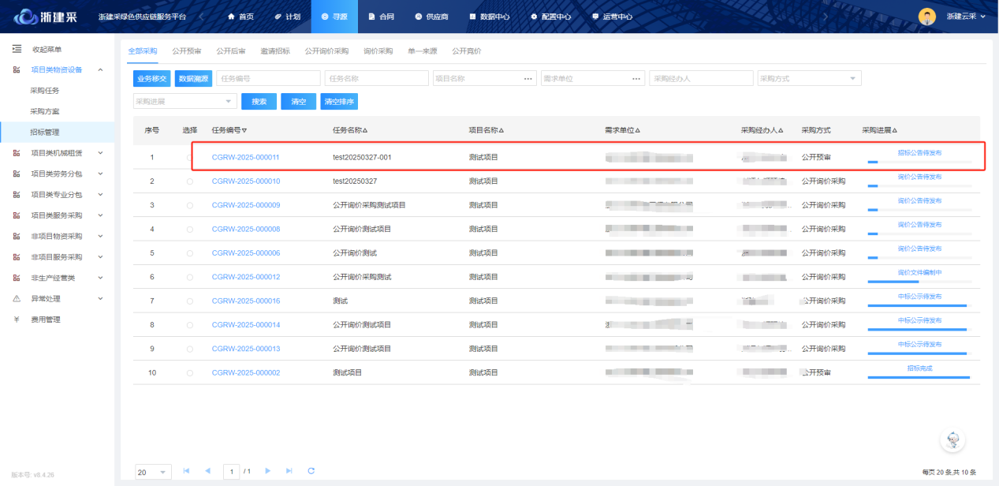 浙建采 浙建采绿色供应链服务平台 首页 计划 寻源 合同 供应商 数据中心 配置中心 运营中心 浙建云采
收起菜单
项目类物资设备
采购任务
采购方案
招标管理
项目类机械租赁
项目类劳务分包
项目类专业分包
项目类服务采购
非项目物资采购
非项目服务采购
非生产经营类
异常处理
费用管理
版本号: v8.4.26
全部采购 公开预审 公开后审 邀请招标 公开询价采购 询价采购 单一来源 公开竞价
业务移交 数据溯源 任务编号 任务名称 项目名称 ... 需求单位 ... 采购经办人 采购方式
采购进展 搜索 清空 清空排序
序号 选择 任务编号▽ 任务名称△ 项目名称△ 需求单位△ 采购经办人△ 采购方式 采购进展△
1 CGRW-2025-000011 test20250327-001 测试项目 公开预审 招标公告待发布
2 CGRW-2025-000010 test20250327 测试项目 公开询价采购 询价公告待发布
3 CGRW-2025-000009 公开询价采购测试项目 测试项目 公开询价采购 询价公告待发布
4 CGRW-2025-000008 公开询价测试项目 测试项目 公开询价采购 询价公告待发布
5 CGRW-2025-000006 公开询价测试 测试项目 公开询价采购 询价公告待发布
6 CGRW-2025-000012 公开询价采购测试 测试项目 公开询价采购 询价文件编制中
7 CGRW-2025-000016 测试 测试项目 公开询价采购 中标公示待发布
8 CGRW-2025-000014 公开询价测试项目 测试项目 公开询价采购 中标公示待发布
9 CGRW-2025-000013 公开询价测试项目 测试项目 公开询价采购 中标公示待发布
10 CGRW-2025-000002 测试项目 测试项目 公开预审 招标完成
20 1 /1 每页 20 条,共 10 条